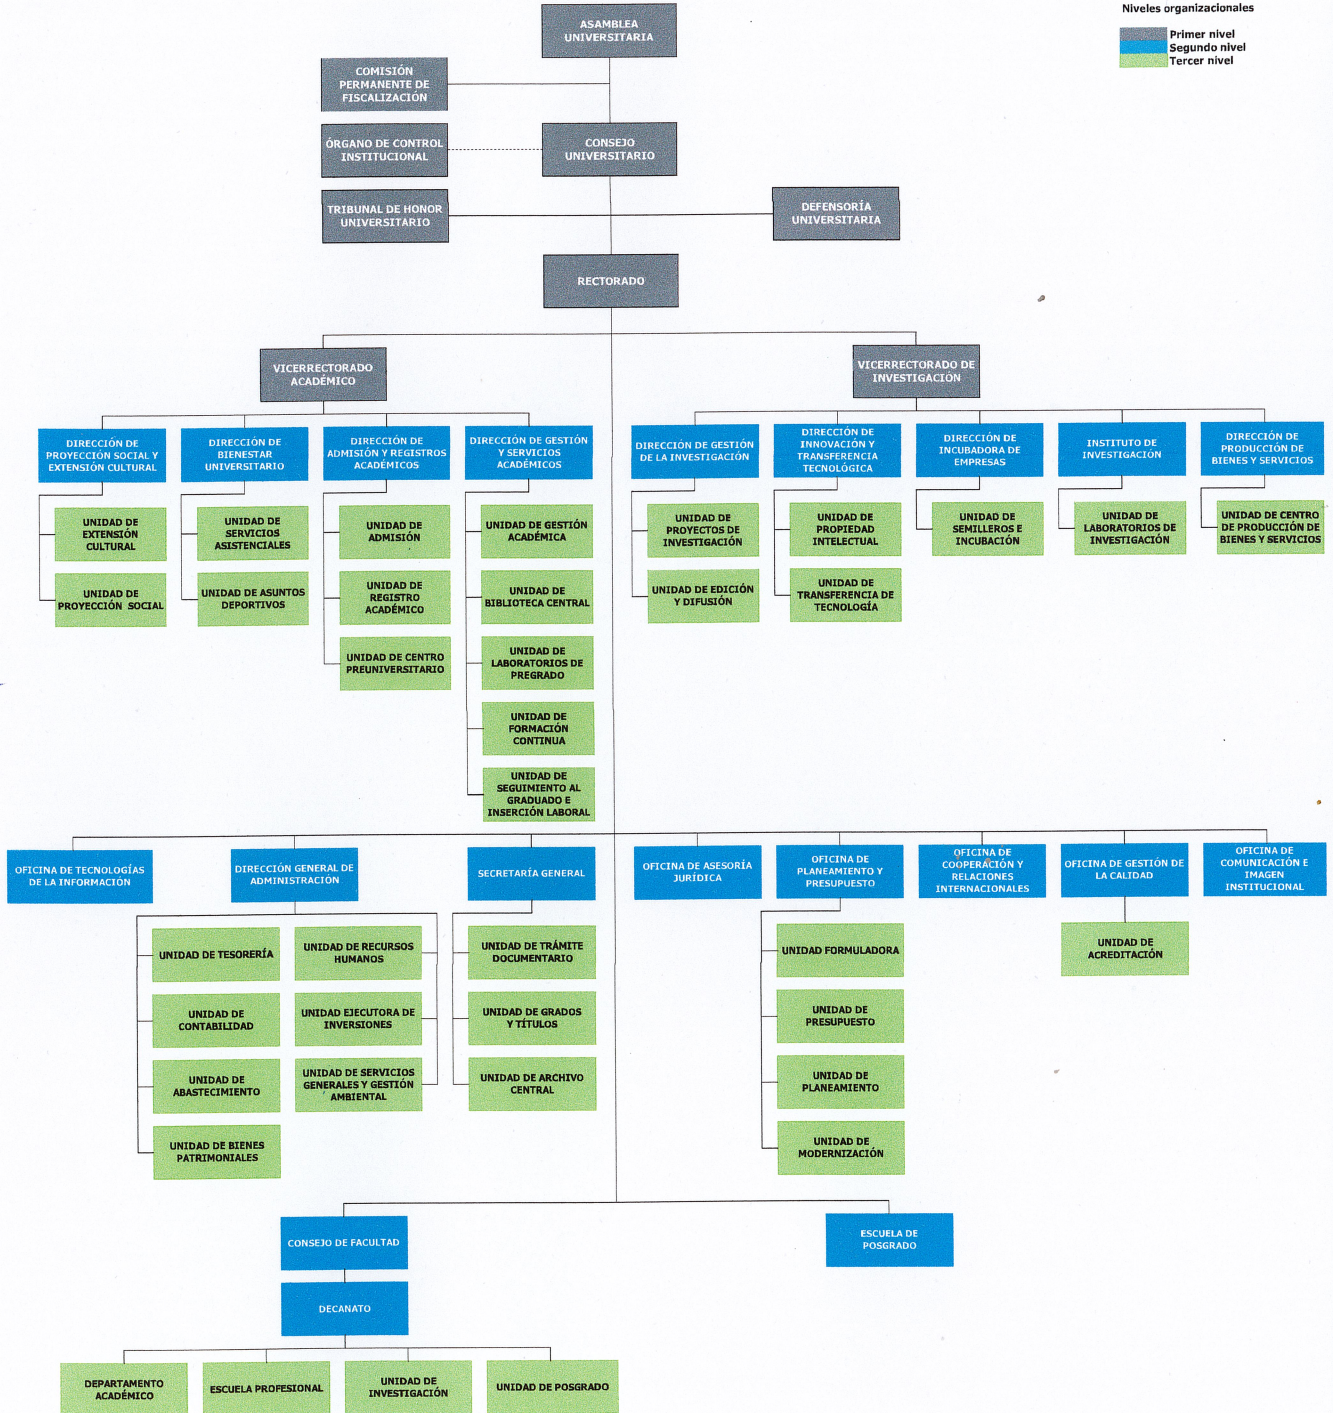 Niveles organizacionales
Primer nivel
Segundo nivel
Tercer nivel
ASAMBLEA
UNIVERSITARIA
COMISIÓN
PERMANENTE DE
FISCALIZACIÓN
ÓRGANO DE CONTROL
INSTITUCIONAL
CONSEJO
UNIVERSITARIO
TRIBUNAL DE HONOR
UNIVERSITARIO
DEFENSORÍA
UNIVERSITARIA
RECTORADO
VICERRECTORADO
ACADÉMICO
VICERRECTORADO DE
INVESTIGACIÓN
DIRECCIÓN DE
PROYECCIÓN SOCIAL Y
EXTENSIÓN CULTURAL
DIRECCIÓN DE
BIENESTAR
UNIVERSITARIO
DIRECCIÓN DE
ADMISIÓN Y REGISTROS
ACADÉMICOS
DIRECCIÓN DE GESTIÓN
Y SERVICIOS
ACADÉMICOS
DIRECCIÓN DE GESTIÓN
DE LA INVESTIGACIÓN
DIRECCIÓN DE
INNOVACIÓN Y
TRANSFERENCIA
TECNOLÓGICA
DIRECCIÓN DE
INCUBADORA DE
EMPRESAS
INSTITUTO DE
INVESTIGACIÓN
DIRECCIÓN DE
PRODUCCIÓN DE
BIENES Y SERVICIOS
UNIDAD DE
EXTENSIÓN
CULTURAL
UNIDAD DE
SERVICIOS
ASISTENCIALES
UNIDAD DE
ADMISIÓN
UNIDAD DE GESTIÓN
ACADÉMICA
UNIDAD DE
PROYECTOS DE
INVESTIGACIÓN
UNIDAD DE
PROPIEDAD
INTELECTUAL
UNIDAD DE
SEMILLEROS E
INCUBACIÓN
UNIDAD DE
LABORATORIOS DE
INVESTIGACIÓN
UNIDAD DE CENTRO
DE PRODUCCIÓN DE
BIENES Y SERVICIOS
UNIDAD DE
PROYECCIÓN SOCIAL
UNIDAD DE ASUNTOS
DEPORTIVOS
UNIDAD DE
REGISTRO
ACADÉMICO
UNIDAD DE
BIBLIOTECA CENTRAL
UNIDAD DE EDICIÓN
Y DIFUSIÓN
UNIDAD DE
TRANSFERENCIA DE
TECNOLOGÍA
UNIDAD DE CENTRO
PREUNIVERSITARIO
UNIDAD DE
LABORATORIOS DE
PREGRADO
UNIDAD DE
FORMACIÓN
CONTINUA
UNIDAD DE
SEGUIMIENTO AL
GRADUADO E
INSERCIÓN LABORAL
OFICINA DE TECNOLOGÍAS
DE LA INFORMACIÓN
DIRECCIÓN GENERAL DE
ADMINISTRACIÓN
SECRETARÍA GENERAL
OFICINA DE ASESORÍA
JURÍDICA
OFICINA DE
PLANEAMIENTO Y
PRESUPUESTO
OFICINA DE
COOPERACIÓN Y
RELACIONES
INTERNACIONALES
OFICINA DE GESTIÓN DE
LA CALIDAD
OFICINA DE
COMUNICACIÓN E
IMAGEN
INSTITUCIONAL
UNIDAD DE TESORERÍA
UNIDAD DE RECURSOS
HUMANOS
UNIDAD DE TRÁMITE
DOCUMENTARIO
UNIDAD FORMULADORA
UNIDAD DE
ACREDITACIÓN
UNIDAD DE
CONTABILIDAD
UNIDAD EJECUTORA DE
INVERSIONES
UNIDAD DE GRADOS
Y TÍTULOS
UNIDAD DE
PRESUPUESTO
UNIDAD DE
ABASTECIMIENTO
UNIDAD DE SERVICIOS
GENERALES Y GESTIÓN
AMBIENTAL
UNIDAD DE ARCHIVO
CENTRAL
UNIDAD DE
PLANEAMIENTO
UNIDAD DE BIENES
PATRIMONIALES
UNIDAD DE
MODERNIZACIÓN
CONSEJO DE FACULTAD
ESCUELA DE
POSGRADO
DECANATO
DEPARTAMENTO
ACADÉMICO
ESCUELA PROFESIONAL
UNIDAD DE
INVESTIGACIÓN
UNIDAD DE POSGRADO